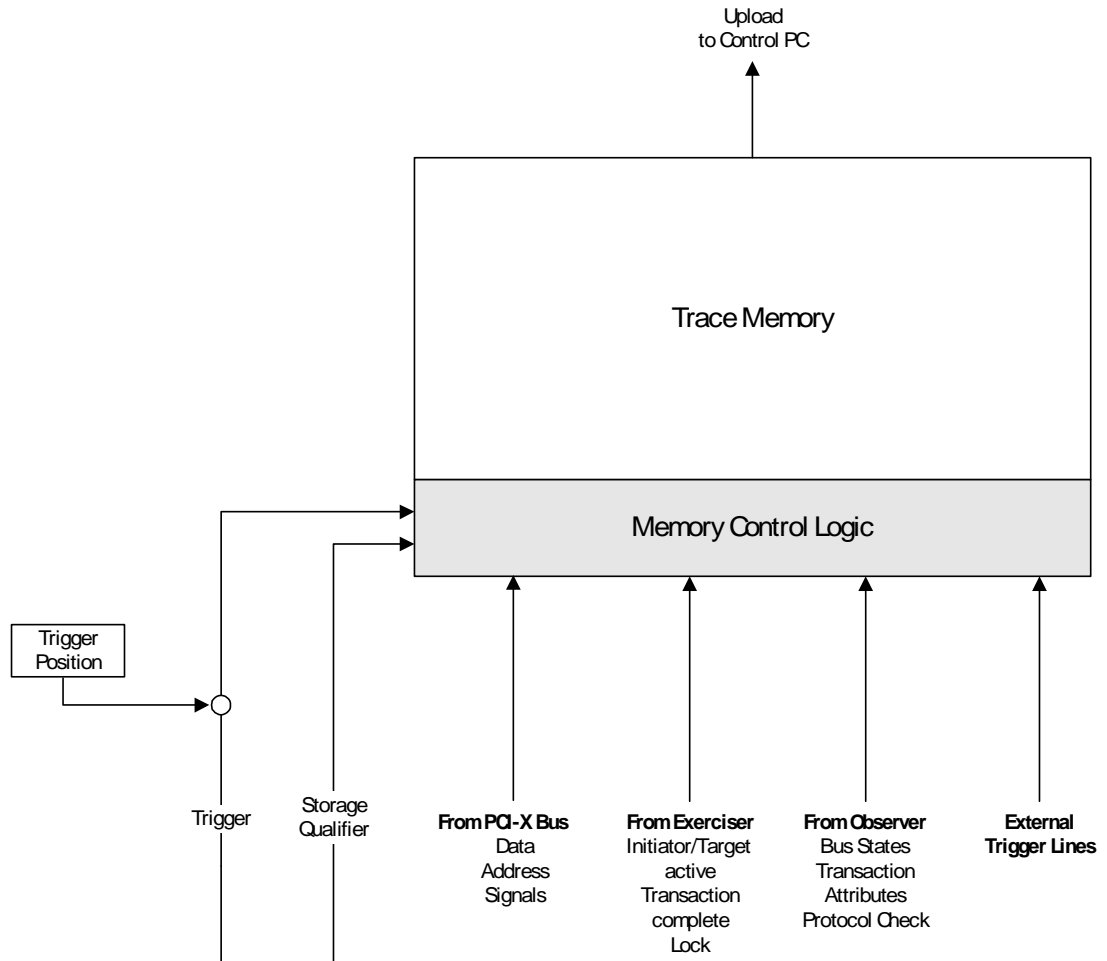 Upload
to Control PC
Trace Memory
Memory Control Logic
Trigger
Position
Trigger
Storage
Qualifier
From PCI-X Bus
Data
Address
Signals
From Exerciser
Initiator/Target
active
Transaction
complete
Lock
From Observer
Bus States
Transaction
Attributes
Protocol Check
External
Trigger Lines